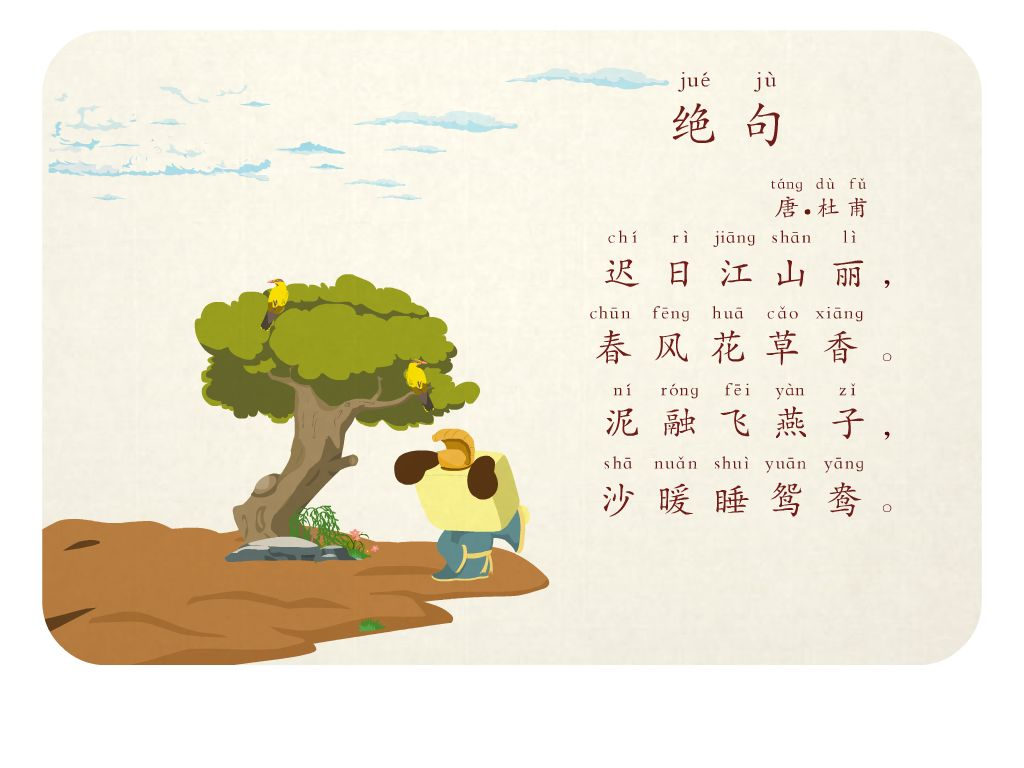 jué jù
绝句
táng dù fǔ
唐•杜甫
chí rì jiāng shān lì
迟日江山丽，
chūn fēng huā cǎo xiāng
春风花草香。
ní róng fēi yàn zǐ
泥融飞燕子，
shā nuǎn shuì yuān yāng
沙暖睡鸳鸯。